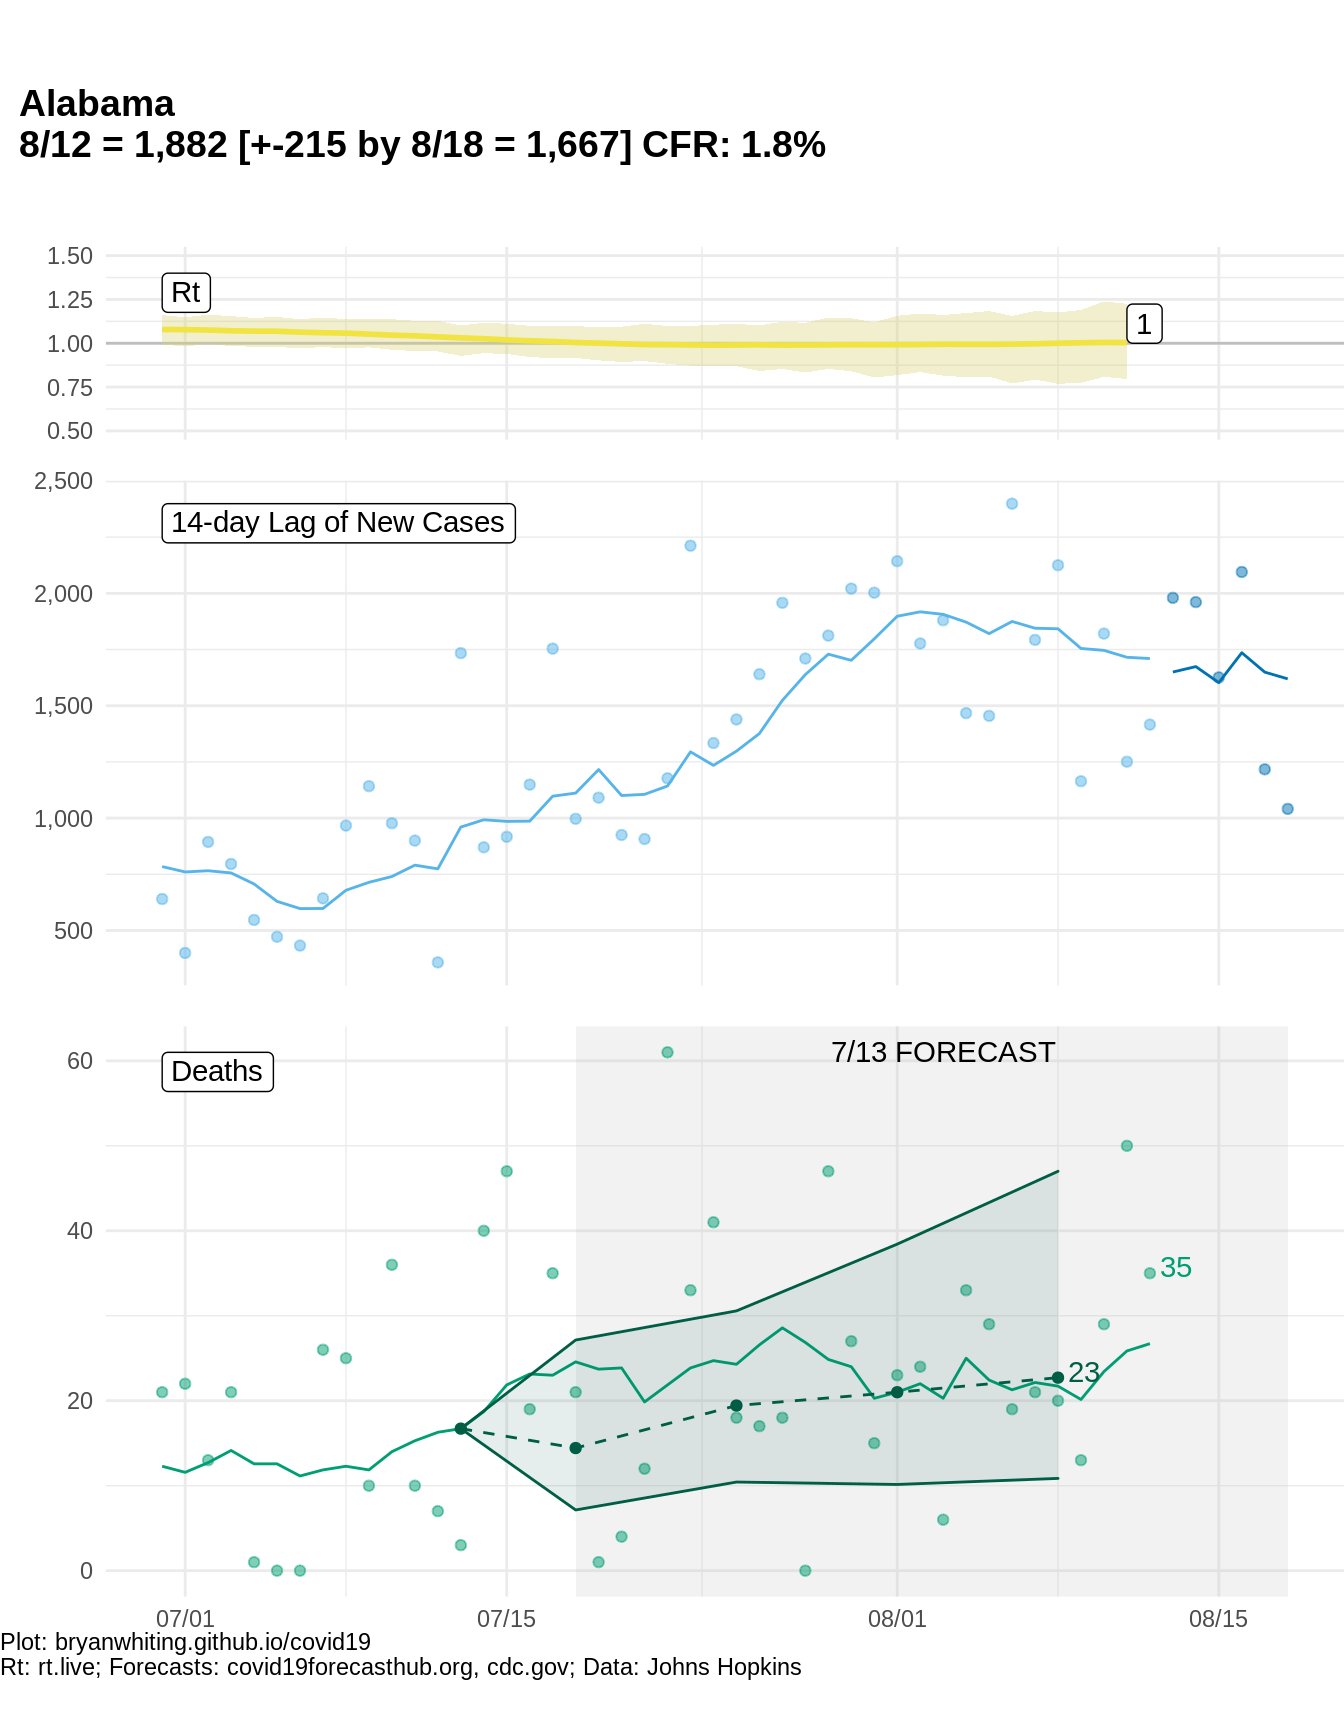 Alabama
8/12 = 1,882 [+-215 by 8/18 = 1,667] CFR: 1.8%
1.50
1.25
1.00
0.75
0.50
Rt
1
2,500
2,000
1,500
1,000
500
14-day Lag of New Cases
60
40
20
0
Deaths
7/13 FORECAST
35
23
07/01
07/15
08/01
08/15
Plot: bryanwhiting.github.io/covid19
Rt: rt.live; Forecasts: covid19forecasthub.org, cdc.gov; Data: Johns Hopkins